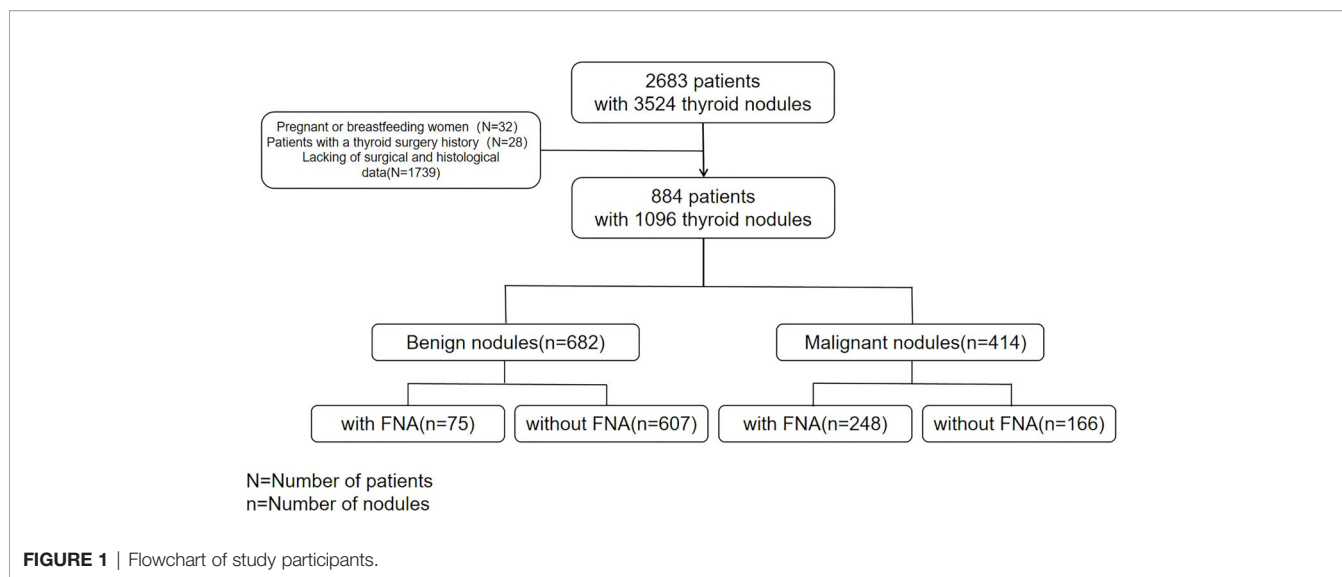 2683 patients
with 3524 thyroid nodules
Pregnant or breastfeeding women（N=32)
Patients with a thyroid surgery history（N=28)
Lacking of surgical and histological
data(N=1739)
884 patients
with 1096 thyroid nodules
Benign nodules(n=682)
Malignant nodules(n=414)
with FNA(n=75)
without FNA(n=607)
with FNA(n=248)
without FNA(n=166)
N=Number of patients
n=Number of nodules
FIGURE 1 | Flowchart of study participants.